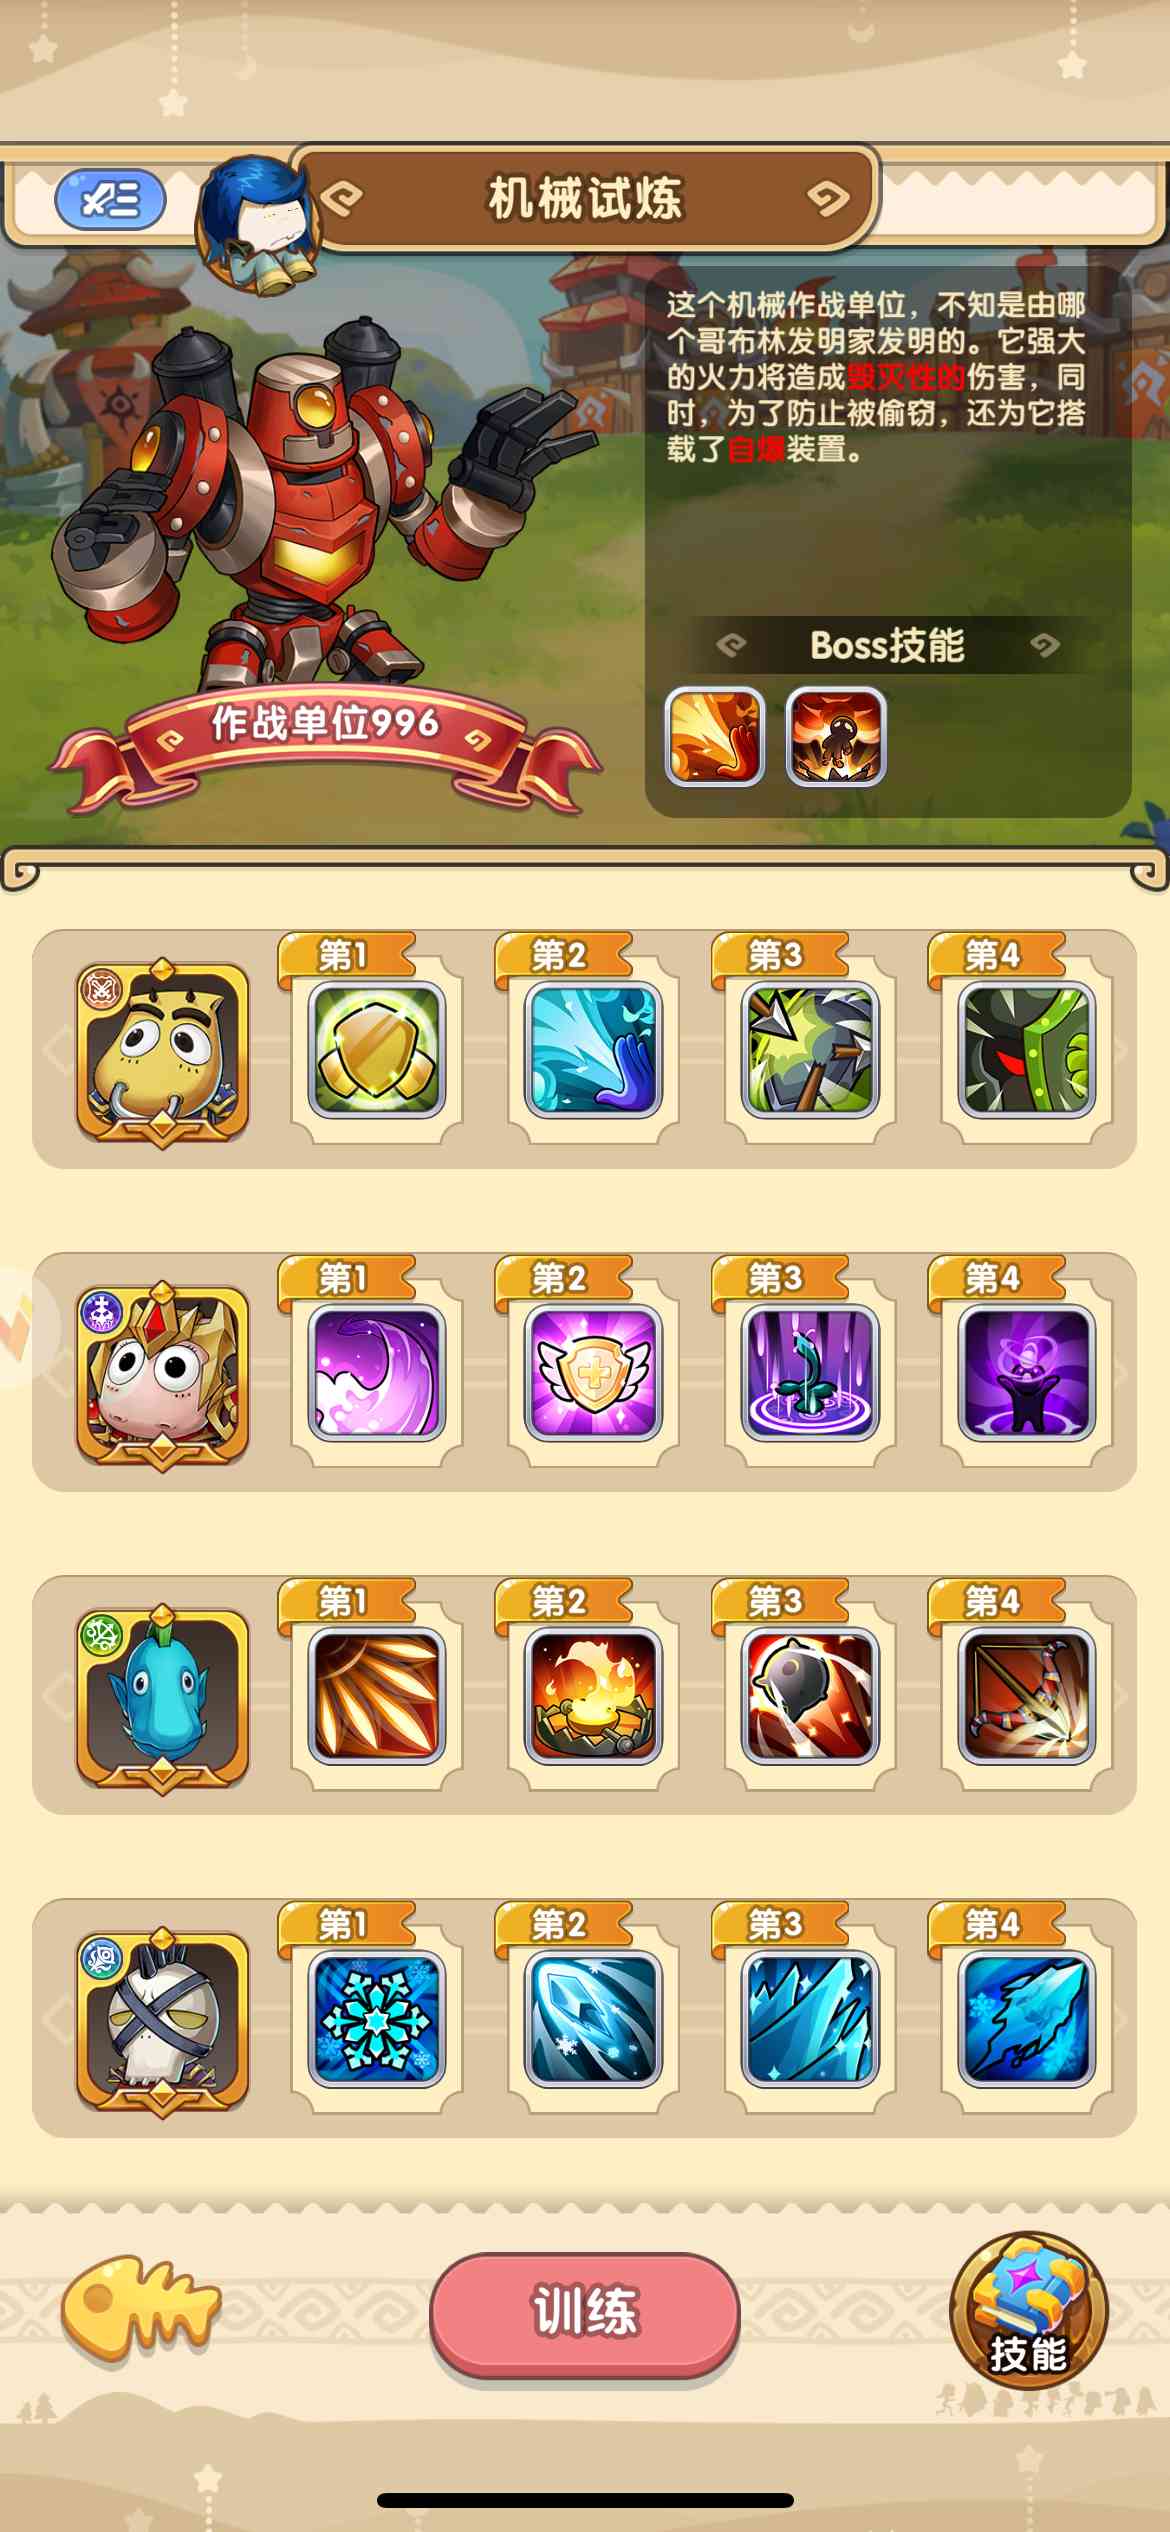 机械试炼
这个机械作战单位，不知是由哪
个哥布林发明家发明的。它强大
的火力将造成毁灭性的伤害，同
时，为了防止被偷窃，还为它搭
载了自爆装置。
Boss技能
作战单位996
第1 第2 第3 第4
第1 第2 第3 第4
第1 第2 第3 第4
第1 第2 第3 第4
训练
技能